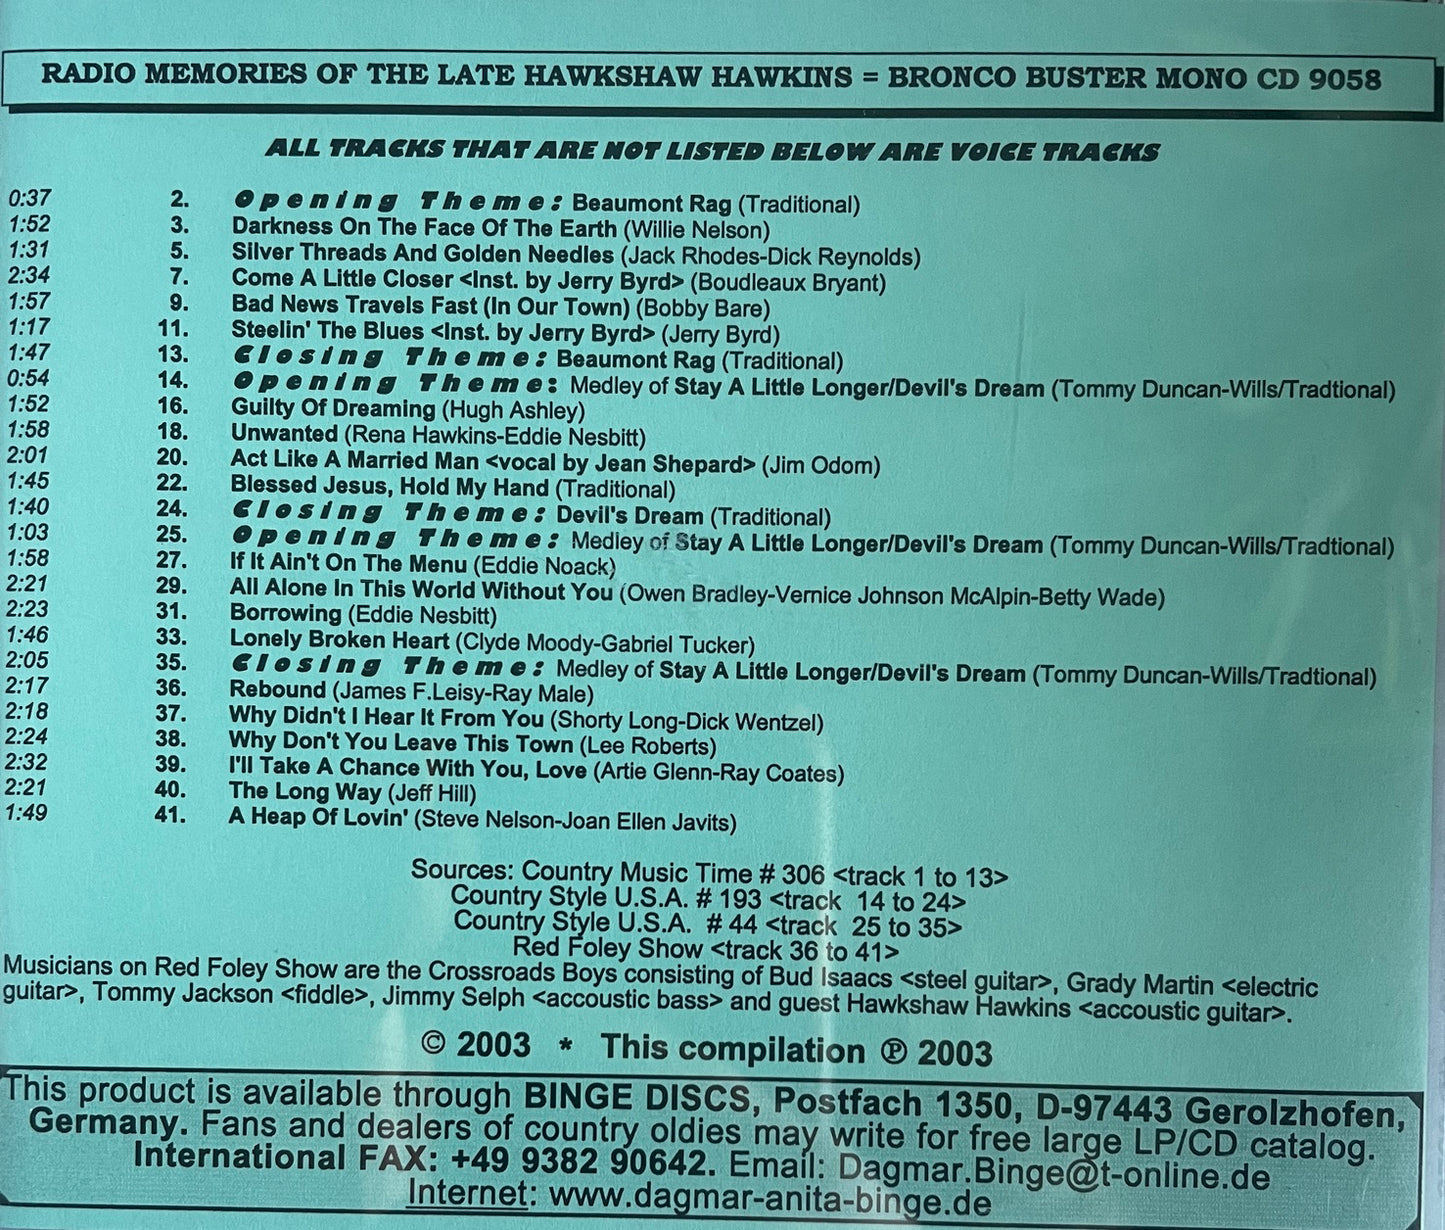 RADIO MEMORIES OF THE LATE HAWKSHAW HAWKINS = BRONCO BUSTER MONO CD 9058
ALL TRACKS THAT ARE NOT LISTED BELOW ARE VOICE TRACKS
0:37 2. Opening Theme: Beaumont Rag (Traditional)
1:52 3. Darkness On The Face Of The Earth (Willie Nelson)
1:31 5. Silver Threads And Golden Needles (Jack Rhodes-Dick Reynolds)
2:34 7. Come A Little Closer <Inst. by Jerry Byrd> (Boudleaux Bryant)
1:57 9. Bad News Travels Fast (In Our Town) (Bobby Bare)
1:17 11. Steelin' The Blues <Inst. by Jerry Byrd> (Jerry Byrd)
1:47 13. Closing Theme: Beaumont Rag (Traditional)
0:54 14. Opening Theme: Medley of Stay A Little Longer/Devil's Dream (Tommy Duncan-Wills/Tradtional)
1:52 16. Guilty Of Dreaming (Hugh Ashley)
1:58 18. Unwanted (Rena Hawkins-Eddie Nesbitt)
2:01 20. Act Like A Married Man <vocal by Jean Shepard> (Jim Odom)
1:45 22. Blessed Jesus, Hold My Hand (Traditional)
1:40 24. Closing Theme: Devil's Dream (Traditional)
1:03 25. Opening Theme: Medley of Stay A Little Longer/Devil's Dream (Tommy Duncan-Wills/Tradtional)
1:58 27. If It Ain't On The Menu (Eddie Noack)
2:21 29. All Alone In This World Without You (Owen Bradley-Vernice Johnson McAlpin-Betty Wade)
2:23 31. Borrowing (Eddie Nesbitt)
1:46 33. Lonely Broken Heart (Clyde Moody-Gabriel Tucker)
2:05 35. Closing Theme: Medley of Stay A Little Longer/Devil's Dream (Tommy Duncan-Wills/Tradtional)
2:17 36. Rebound (James F.Leisy-Ray Male)
2:18 37. Why Didn't I Hear It From You (Shorty Long-Dick Wentzel)
2:24 38. Why Don't You Leave This Town (Lee Roberts)
2:32 39. I'll Take A Chance With You, Love (Artie Glenn-Ray Coates)
2:21 40. The Long Way (Jeff Hill)
1:49 41. A Heap Of Lovin' (Steve Nelson-Joan Ellen Javits)
Sources: Country Music Time # 306 <track 1 to 13>
Country Style U.S.A. # 193 <track 14 to 24>
Country Style U.S.A. # 44 <track 25 to 35>
Red Foley Show <track 36 to 41>
Musicians on Red Foley Show are the Crossroads Boys consisting of Bud Isaacs <steel guitar>, Grady Martin <electric
guitar>, Tommy Jackson <fiddle>, Jimmy Selph <accoustic bass> and guest Hawkshaw Hawkins <accoustic guitar>.
© 2003 * This compilation ℗ 2003
This product is available through BINGE DISCS, Postfach 1350, D-97443 Gerolzhofen,
Germany. Fans and dealers of country oldies may write for free large LP/CD catalog.
International FAX: +49 9382 90642. Email: Dagmar.Binge@t-online.de
Internet: www.dagmar-anita-binge.de